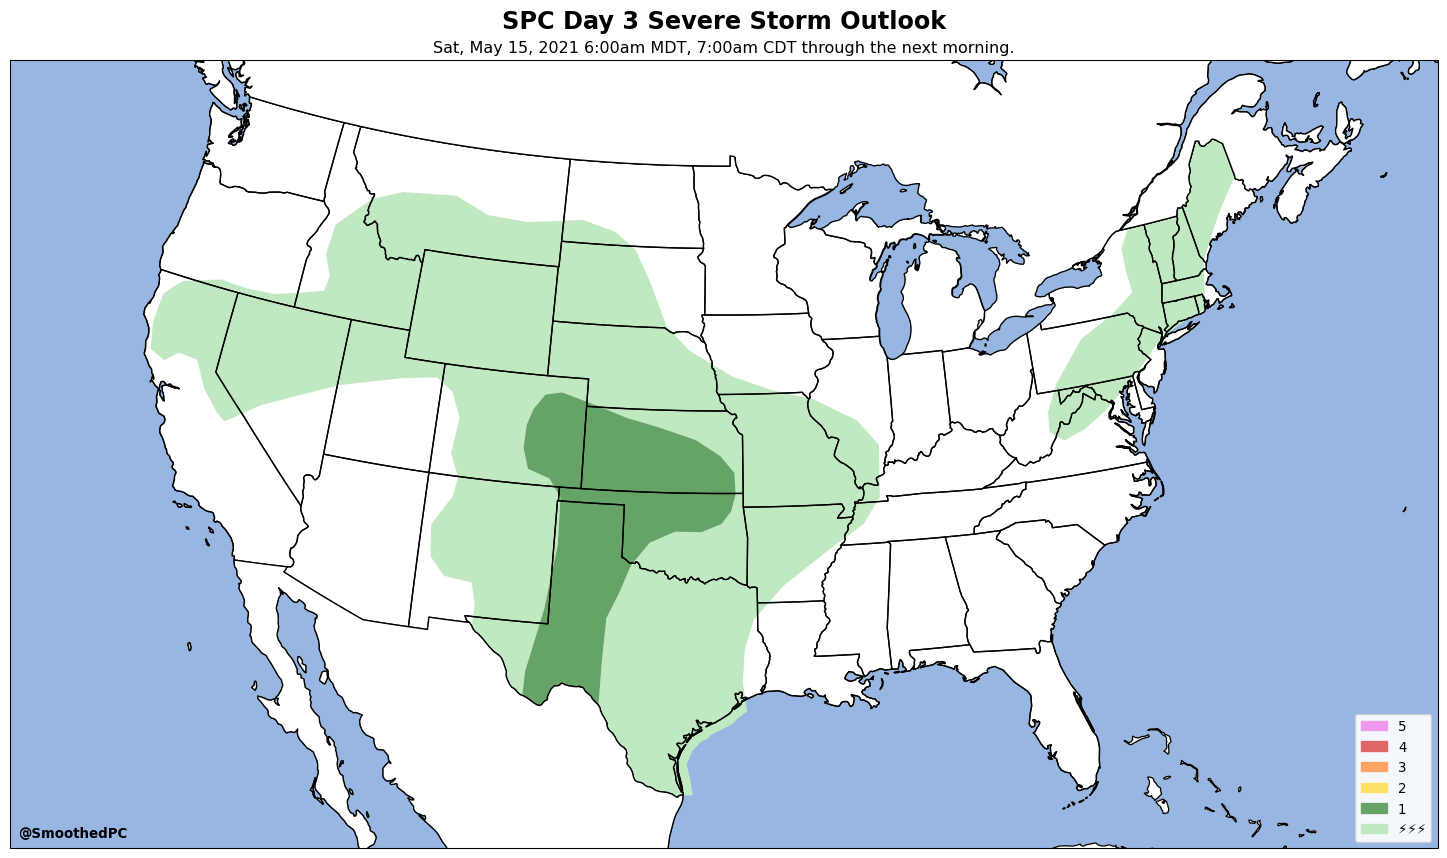 SPC Day 3 Severe Storm Outlook
Sat, May 15, 2021 6:00am MDT, 7:00am CDT through the next morning.
5
4
3
2
1
⚡⚡⚡
@SmoothedPC